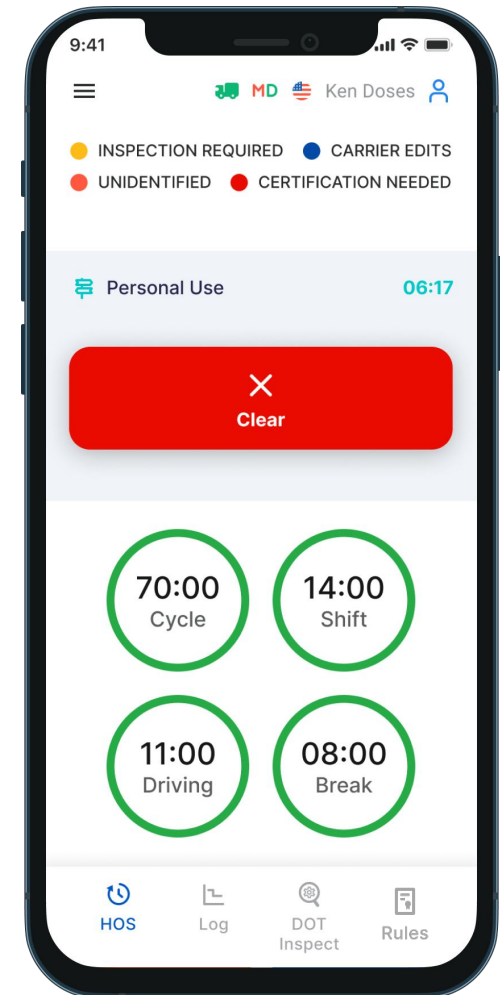 9:41
MD Ken Doses
INSPECTION REQUIRED CARRIER EDITS
UNIDENTIFIED CERTIFICATION NEEDED
Personal Use 06:17
Clear
70:00 14:00
Cycle Shift
11:00 08:00
Driving Break
HOS Log DOT Inspect Rules